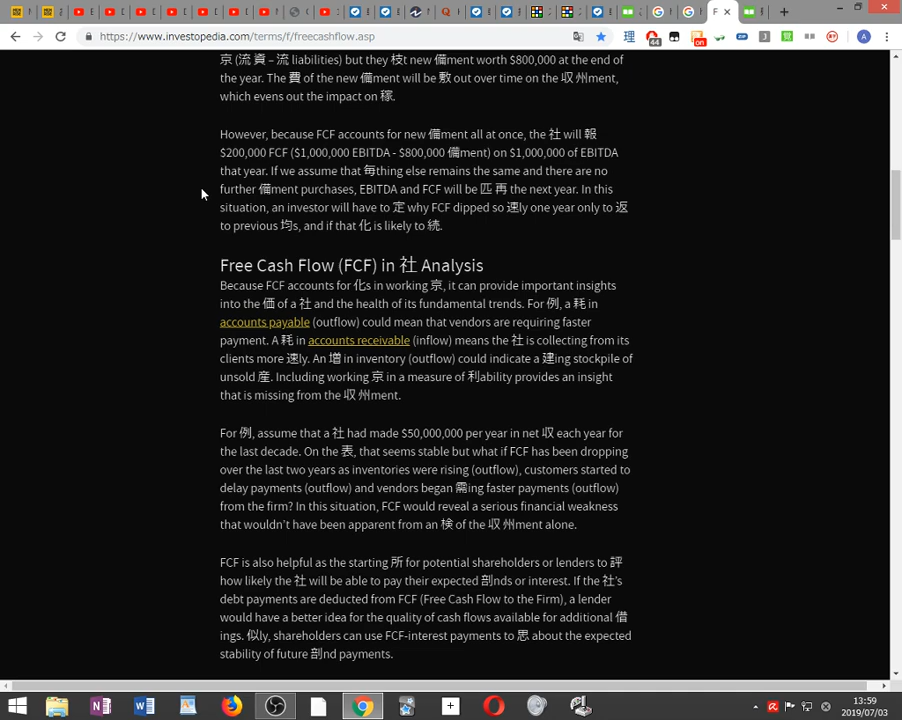 https://www.investopedia.com/terms/f/freecashflow.asp
京 (流 資 – 流 liabilities) but they 枝t new 備ment worth $800,000 at the end of
the year. The 費 of the new 備ment will be 敷 out over time on the 収 州ment,
which evens out the impact on 稼.
However, because FCF accounts for new 備ment all at once, the 社 will 報
$200,000 FCF ($1,000,000 EBITDA - $800,000 備ment) on $1,000,000 of EBITDA
that year. If we assume that 毎thing else remains the same and there are no
further 備ment purchases, EBITDA and FCF will be 匹 再 the next year. In this
situation, an investor will have to 定 why FCF dipped so 速ly one year only to 返
to previous 均s, and if that 化 is likely to 続.
Free Cash Flow (FCF) in 社 Analysis
Because FCF accounts for 化s in working 京, it can provide important insights
into the 価 of a 社 and the health of its fundamental trends. For 例, a 耗 in
accounts payable (outflow) could mean that vendors are requiring faster
payment. A 耗 in accounts receivable (inflow) means the 社 is collecting from its
clients more 速ly. An 増 in inventory (outflow) could indicate a 建ing stockpile of
unsold 産. Including working 京 in a measure of 利ability provides an insight
that is missing from the 収 州ment.
For 例, assume that a 社 had made $50,000,000 per year in net 収 each year for
the last decade. On the 表, that seems stable but what if FCF has been dropping
over the last two years as inventories were rising (outflow), customers started to
delay payments (outflow) and vendors began 需ing faster payments (outflow)
from the firm? In this situation, FCF would reveal a serious financial weakness
that wouldn't have been apparent from an 検 of the 収 州ment alone.
FCF is also helpful as the starting 所 for potential shareholders or lenders to 評
how likely the 社 will be able to pay their expected 剖nds or interest. If the 社's
debt payments are deducted from FCF (Free Cash Flow to the Firm), a lender
would have a better idea for the quality of cash flows available for additional 借
ings. 似ly, shareholders can use FCF-interest payments to 思 about the expected
stability of future 剖nd payments.
13:59
2019/07/03